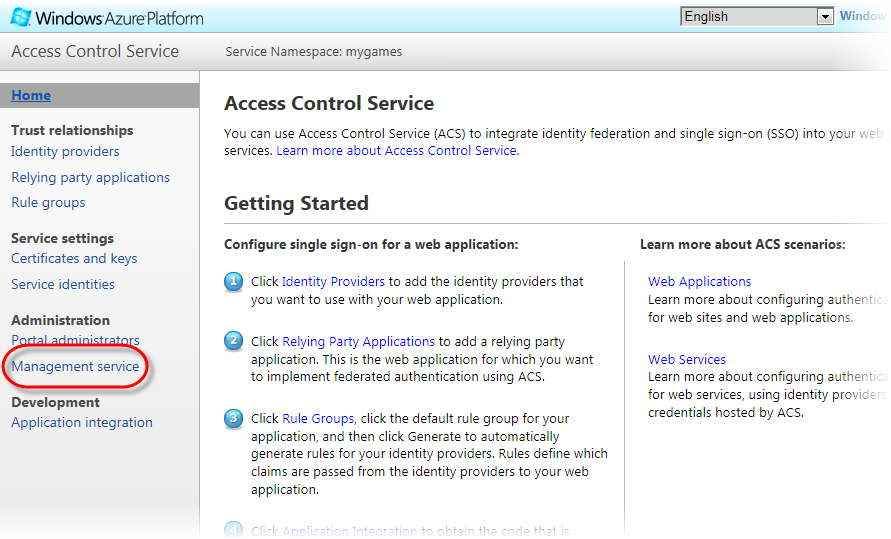 Windows Azure Platform
English
Windows
Access Control Service
Service Namespace: mygames
Home
Trust relationships
Identity providers
Relying party applications
Rule groups
Service settings
Certificates and keys
Service identities
Administration
Portal administrators
Management service
Development
Application integration
Access Control Service
You can use Access Control Service (ACS) to integrate identity federation and single sign-on (SSO) into your web
services. Learn more about Access Control Service.
Getting Started
Configure single sign-on for a web application:
1 Click Identity Providers to add the identity providers that
you want to use with your web application.
2 Click Relying Party Applications to add a relying party
application. This is the web application for which you want
to implement federated authentication using ACS.
3 Click Rule Groups, click the default rule group for your
application, and then click Generate to automatically
generate rules for your identity providers. Rules define which
claims are passed from the identity providers to your web
application.
4 Click Application Integration to obtain the code that is
Learn more about ACS scenarios:
Web Applications
Learn more about configuring authentica
for web sites and web applications.
Web Services
Learn more about configuring authentica
for web services, using identity providers
credentials hosted by ACS.